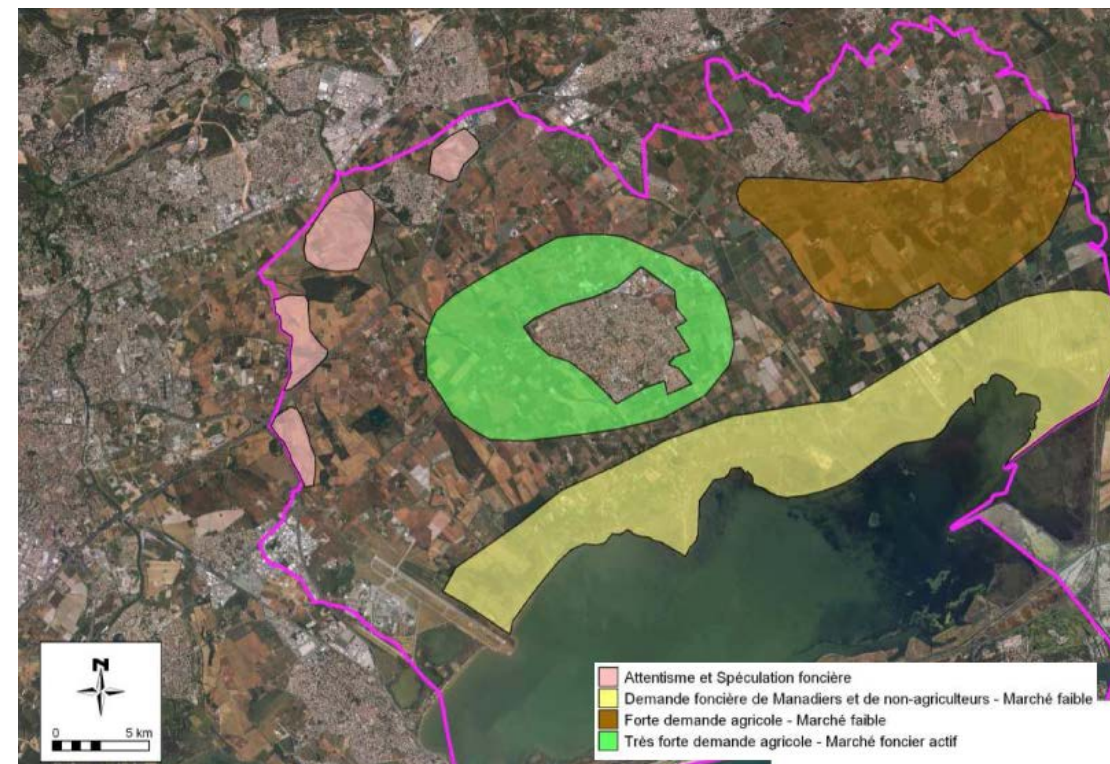 N
0 5 km
Attentisme et Spéculation foncière
Demande foncière de Manadiers et de non-agriculteurs - Marché faible
Forte demande agricole - Marché faible
Très forte demande agricole - Marché foncier actif